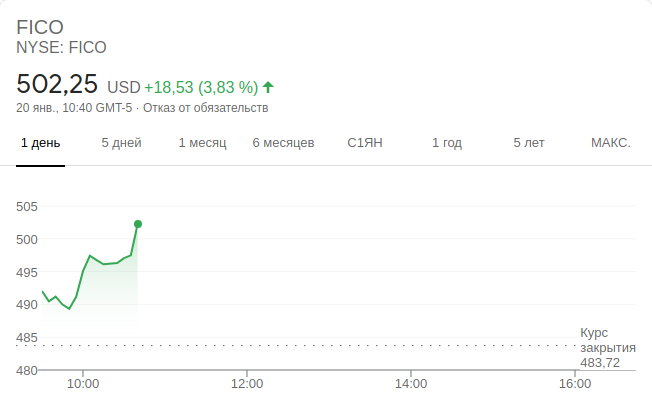 FICO
NYSE: FICO
502,25 USD +18,53 (3,83 %)
20 янв., 10:40 GMT-5 · Отказ от обязательств
1 день 5 дней 1 месяц 6 месяцев С1ЯН 1 год 5 лет МАКС.
505
500
495
490
485
480
Курс
закрытия
483,72
10:00 12:00 14:00 16:00